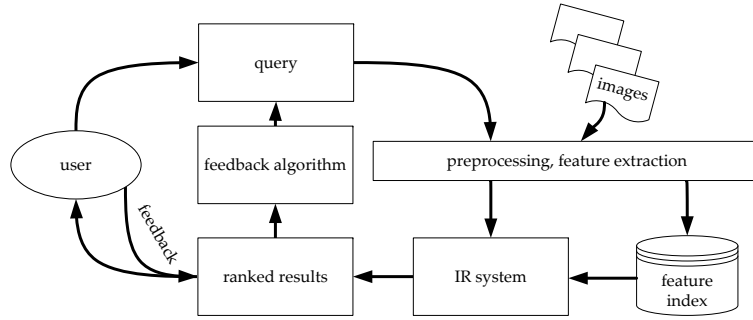 query
images
user
feedback algorithm
preprocessing, feature extraction
feedback
ranked results
IR system
feature
index